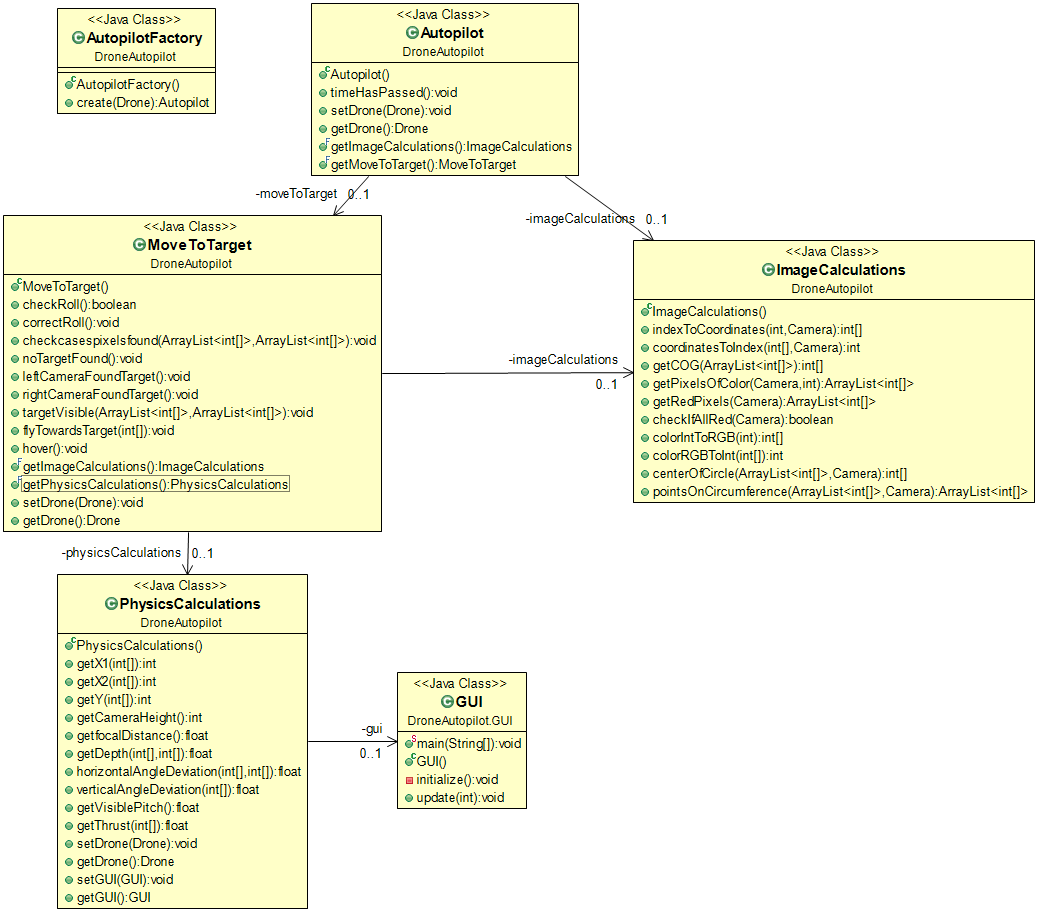 <<Java Class>>
AutopilotFactory
DroneAutopilot
AutopilotFactory()
create(Drone):Autopilot
<<Java Class>>
Autopilot
DroneAutopilot
Autopilot()
timeHasPassed():void
setDrone(Drone):void
getDrone():Drone
getImageCalculations():ImageCalculations
getMoveToTarget():MoveToTarget
-moveToTarget 0..1
-imageCalculations 0..1
<<Java Class>>
MoveToTarget
DroneAutopilot
MoveToTarget()
checkRoll():boolean
correctRoll():void
checkcasespixelsfound(ArrayList<int[]>,ArrayList<int[]>):void
noTargetFound():void
leftCameraFoundTarget():void
rightCameraFoundTarget():void
targetVisible(ArrayList<int[]>,ArrayList<int[]>):void
flyTowardsTarget(int[]):void
hover():void
getImageCalculations():ImageCalculations
getPhysicsCalculations():PhysicsCalculations
setDrone(Drone):void
getDrone():Drone
-imageCalculations
0..1
<<Java Class>>
ImageCalculations
DroneAutopilot
ImageCalculations()
indexToCoordinates(int,Camera):int[]
coordinatesToIndex(int[],Camera):int
getCOG(ArrayList<int[]>):int[]
getPixelsOfColor(Camera,int):ArrayList<int[]>
getRedPixels(Camera):ArrayList<int[]>
checkIfAllRed(Camera):boolean
colorIntToRGB(int):int[]
colorRGBToInt(int[]):int
centerOfCircle(ArrayList<int[]>,Camera):int[]
pointsOnCircumference(ArrayList<int[]>,Camera):ArrayList<int[]>
-physicsCalculations 0..1
<<Java Class>>
PhysicsCalculations
DroneAutopilot
PhysicsCalculations()
getX1(int[]):int
getX2(int[]):int
getY(int[]):int
getCameraHeight():int
getfocalDistance():float
getDepth(int[],int[]):float
horizontalAngleDeviation(int[],int[]):float
verticalAngleDeviation(int[]):float
getVisiblePitch():float
getThrust(int[]):float
setDrone(Drone):void
getDrone():Drone
setGUI(GUI):void
getGUI():GUI
-gui
0..1
<<Java Class>>
GUI
DroneAutopilot.GUI
main(String[]):void
GUI()
initialize():void
update(int):void